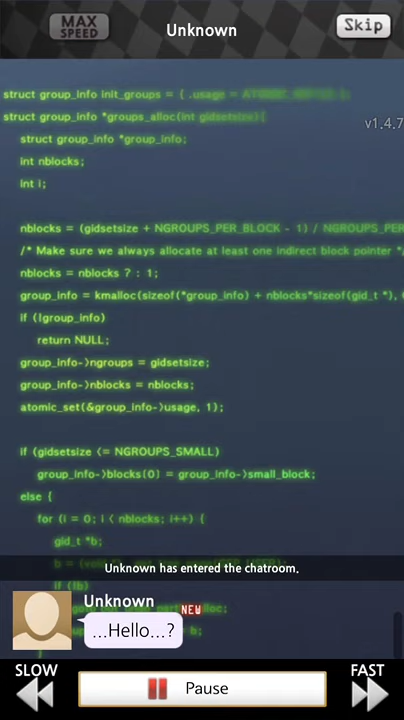 MAX
SPEED
Unknown
Skip
struct group_info init_groups = { .usage =
v1.4.7
struct group_info *groups_alloc(int gidsetsize){
struct group_info *group_info;
int nblocks;
int i;
nblocks = (gidsetsize + NGROUPS_PER_BLOCK - 1) / NGROUPS_PER
/* Make sure we always allocate at least one indirect block pointer */
nblocks = nblocks ? : 1;
group_info = kmalloc(sizeof(*group_info) + nblocks*sizeof(gid_t *),
if (!group_info)
return NULL;
group_info->ngroups = gidsetsize;
group_info->nblocks = nblocks;
atomic_set(&group_info->usage, 1);
if (gidsetsize <= NGROUPS_SMALL)
group_info->blocks[0] = group_info->small_block;
else {
for (i = 0; i < nblocks; i++) {
gid_t *b;
b =
Unknown has entered the chatroom.
if (!b)
Unknown
NEW
...Hello...?
SLOW
Pause
FAST